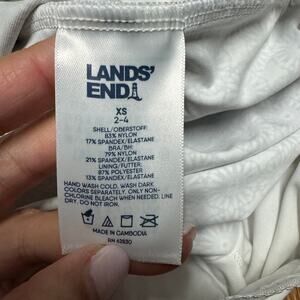 LANDS'
END
XS
2-4
SHELL/OBERSTOFF:
83% NYLON
17% SPANDEX/ELASTANE
BRA/BH:
79% NYLON
21% SPANDEX/ELASTANE
LINING/FUTTER:
87% POLYESTER
13% SPANDEX/ELASTANE
HAND WASH COLD. WASH DARK
COLORS SEPARATELY. ONLY NON
CHLORINE BLEACH WHEN NEEDED. LINE
DRY. DO NOT IRON.
MADE IN CAMBODIA
RN 62830